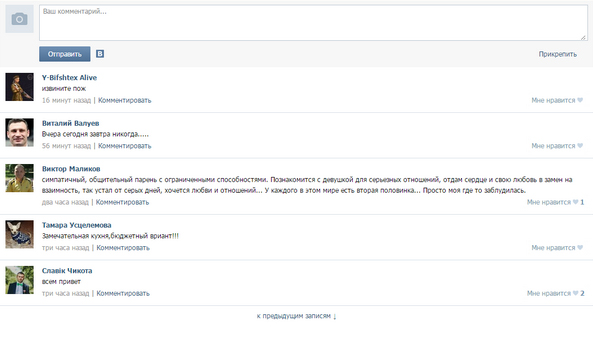 Ваш комментарий...
Отправить B Прикрепить
Y-Bifshtex Alive
извините пож
16 минут назад | Комментировать Мне нравится
Виталий Валуев
Вчера сегодня завтра никогда.....
56 минут назад | Комментировать Мне нравится
Виктор Маликов
симпатичный, общительный парень с ограниченными способностями. Познакомится с девушкой для серьезных отношений, отдам сердце и свою любовь в замен на
взаимность, так устал от серых дней, хочется любви и отношений... У каждого в этом мире есть вторая половинка... Просто моя где то заблудилась.
два часа назад | Комментировать Мне нравится 1
Тамара Усцелемова
Замечательная кухня,бюджетный вриант!!!
три часа назад | Комментировать Мне нравится
Славік Чикота
всем привет
три часа назад | Комментировать Мне нравится 2
к предыдущим записям ↓